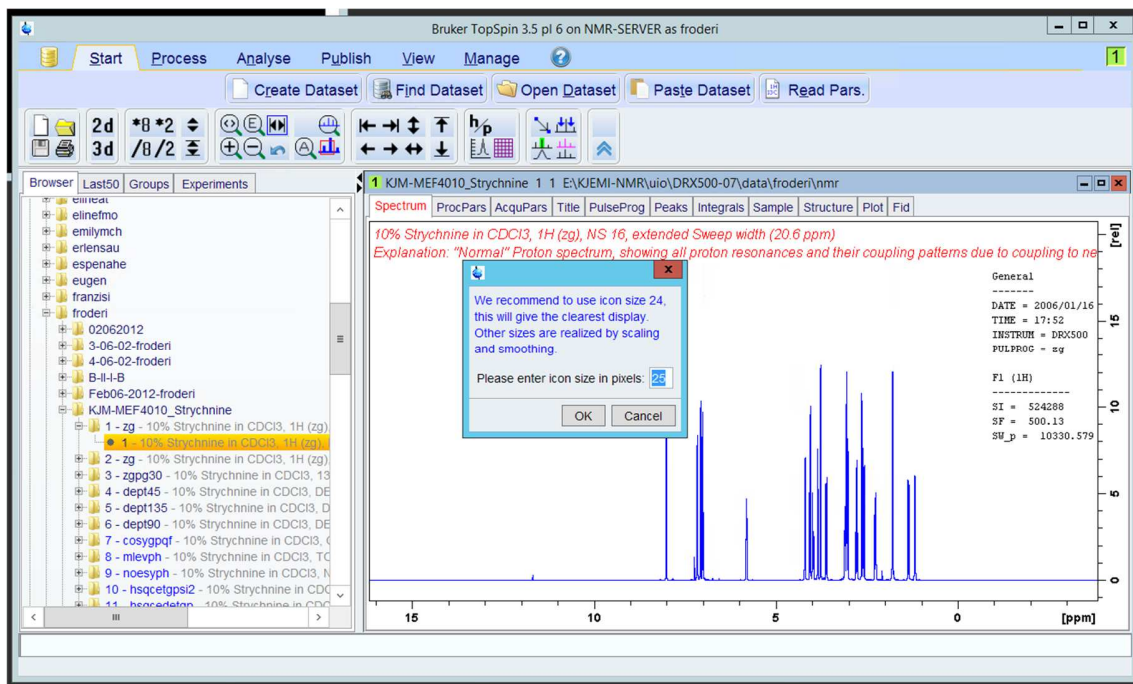 Bruker TopSpin 3.5 pl 6 on NMR-SERVER as froderi
Start Process Analyse Publish View Manage
1
Create Dataset Find Dataset Open Dataset Paste Dataset Read Pars.
2d *8 *2
3d /8 /2
Browser Last50 Groups Experiments
elineat
elinefmo
emilymch
erlensau
espenahe
eugen
franzisi
froderi
02062012
3-06-02-froderi
4-06-02-froderi
B-II-I-B
Feb06-2012-froderi
KJM-MEF4010_Strychnine
1 - zg - 10% Strychnine in CDCl3, 1H (zg),
1 - 10% Strychnine in CDCl3, 1H (zg),
2 - zg - 10% Strychnine in CDCl3, 1H (zg)
3 - zgpg30 - 10% Strychnine in CDCl3, 13
4 - dept45 - 10% Strychnine in CDCl3, DE
5 - dept135 - 10% Strychnine in CDCl3, D
6 - dept90 - 10% Strychnine in CDCl3, DE
7 - cosygpqf - 10% Strychnine in CDCl3,
8 - mlevph - 10% Strychnine in CDCl3, TO
9 - noesyph - 10% Strychnine in CDCl3, N
10 - hsqcetgpsi2 - 10% Strychnine in CDC
11 - hsqcedetgp - 10% Strychnine in CDC
1 KJM-MEF4010_Strychnine 1 1 E:\KJEMI-NMR\uio\DRX500-07\data\froderi\nmr
Spectrum ProcPars AcquPars Title PulseProg Peaks Integrals Sample Structure Plot Fid
10% Strychnine in CDCl3, 1H (zg), NS 16, extended Sweep width (20.6 ppm)
Explanation: "Normal" Proton spectrum, showing all proton resonances and their coupling patterns due to coupling to ne
We recommend to use icon size 24,
this will give the clearest display.
Other sizes are realized by scaling
and smoothing.
Please enter icon size in pixels: 25
OK Cancel
General
-------
DATE = 2006/01/16
TIME = 17:52
INSTRUM = DRX500
PULPROG = zg
F1 (1H)
-------------
SI = 524288
SF = 500.13
SW_p = 10330.579
[rel]
15
10
5
0
15 10 5 0 [ppm]